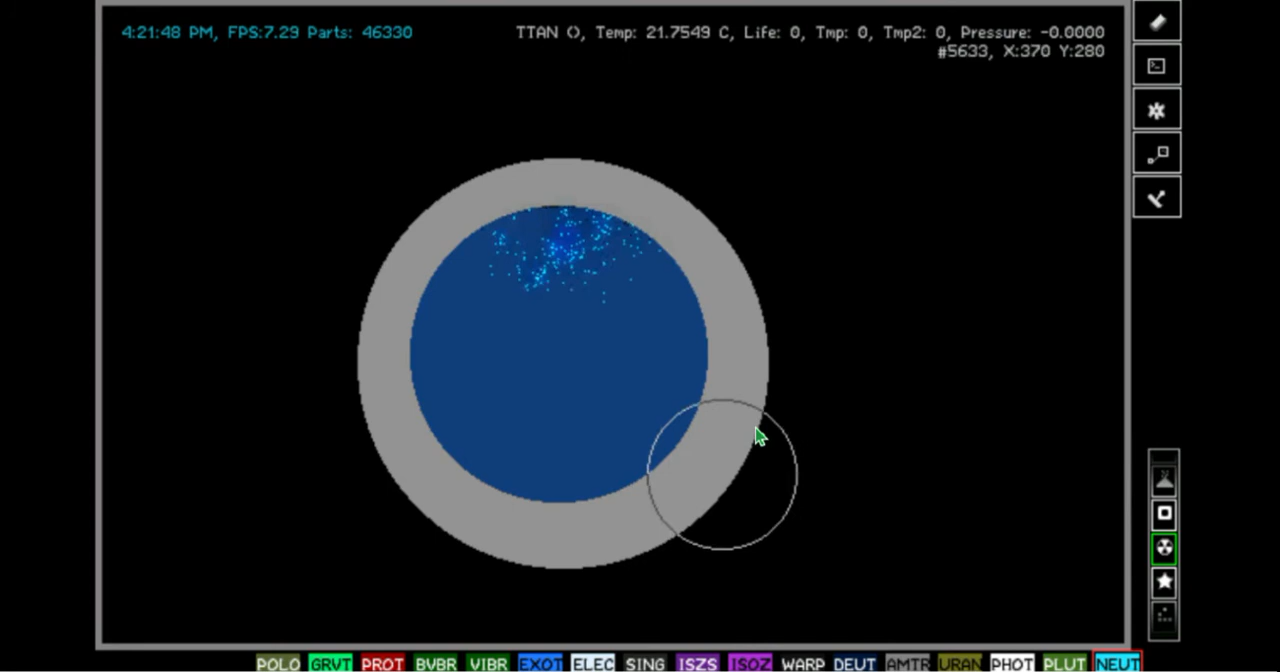 4:21:48 PM, FPS:7.29 Parts: 46330
TTAN (), Temp: 21.7549 C, Life: 0, Tmp: 0, Tmp2: 0, Pressure: -0.0000
#5633, X:370 Y:280
POLO GRVT PROT BVBR VIBR EXOT ELEC SING ISZS ISOZ WARP DEUT AMTR URAN PHOT PLUT NEUT